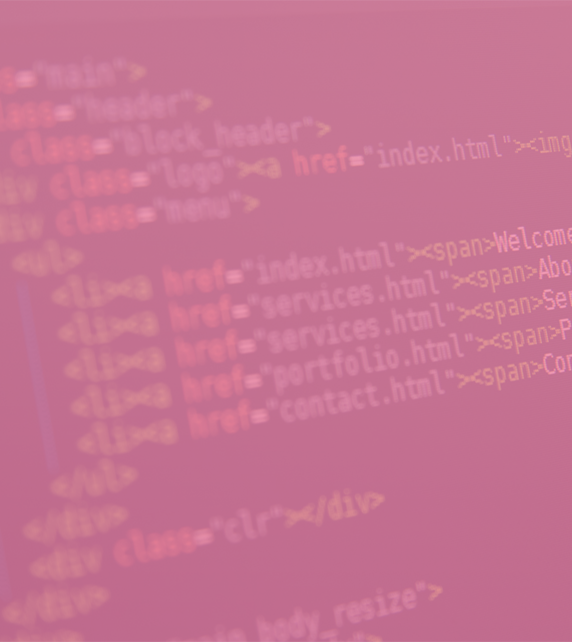 ="main">
class="header">
class="block_header">
div class="logo"><a href="index.html"><img
div class="menu">
<ul>
<li><a href="index.html"><span>Welcome
<li><a href="services.html"><span>Abo
<li><a href="services.html"><span>Ser
<li><a href="portfolio.html"><span>P
<li><a href="contact.html"><span>Con
</ul>
</div>
<div class="clr"></div>
</div>
body_resize">